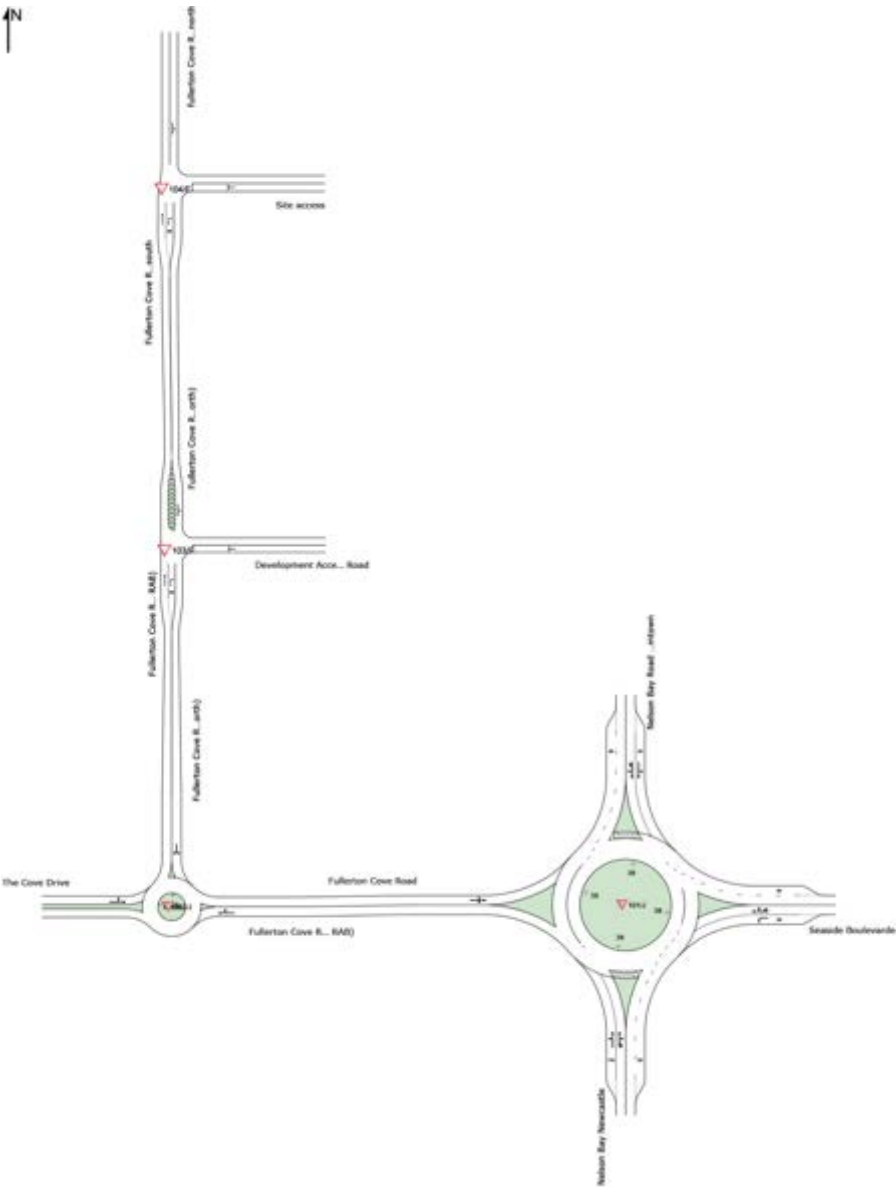 N
Fullerton Cove R...north
Site access
Fullerton Cove R...south
Fullerton Cove R...orth)
Development Acce... Road
Fullerton Cove R... RAB)
Nelson Bay Road
Fullerton Cove R...orth)
The Cove Drive
Fullerton Cove Road
Fullerton Cove R... RAB)
Seaside Boulevarde
Nelson Bay Newcastle